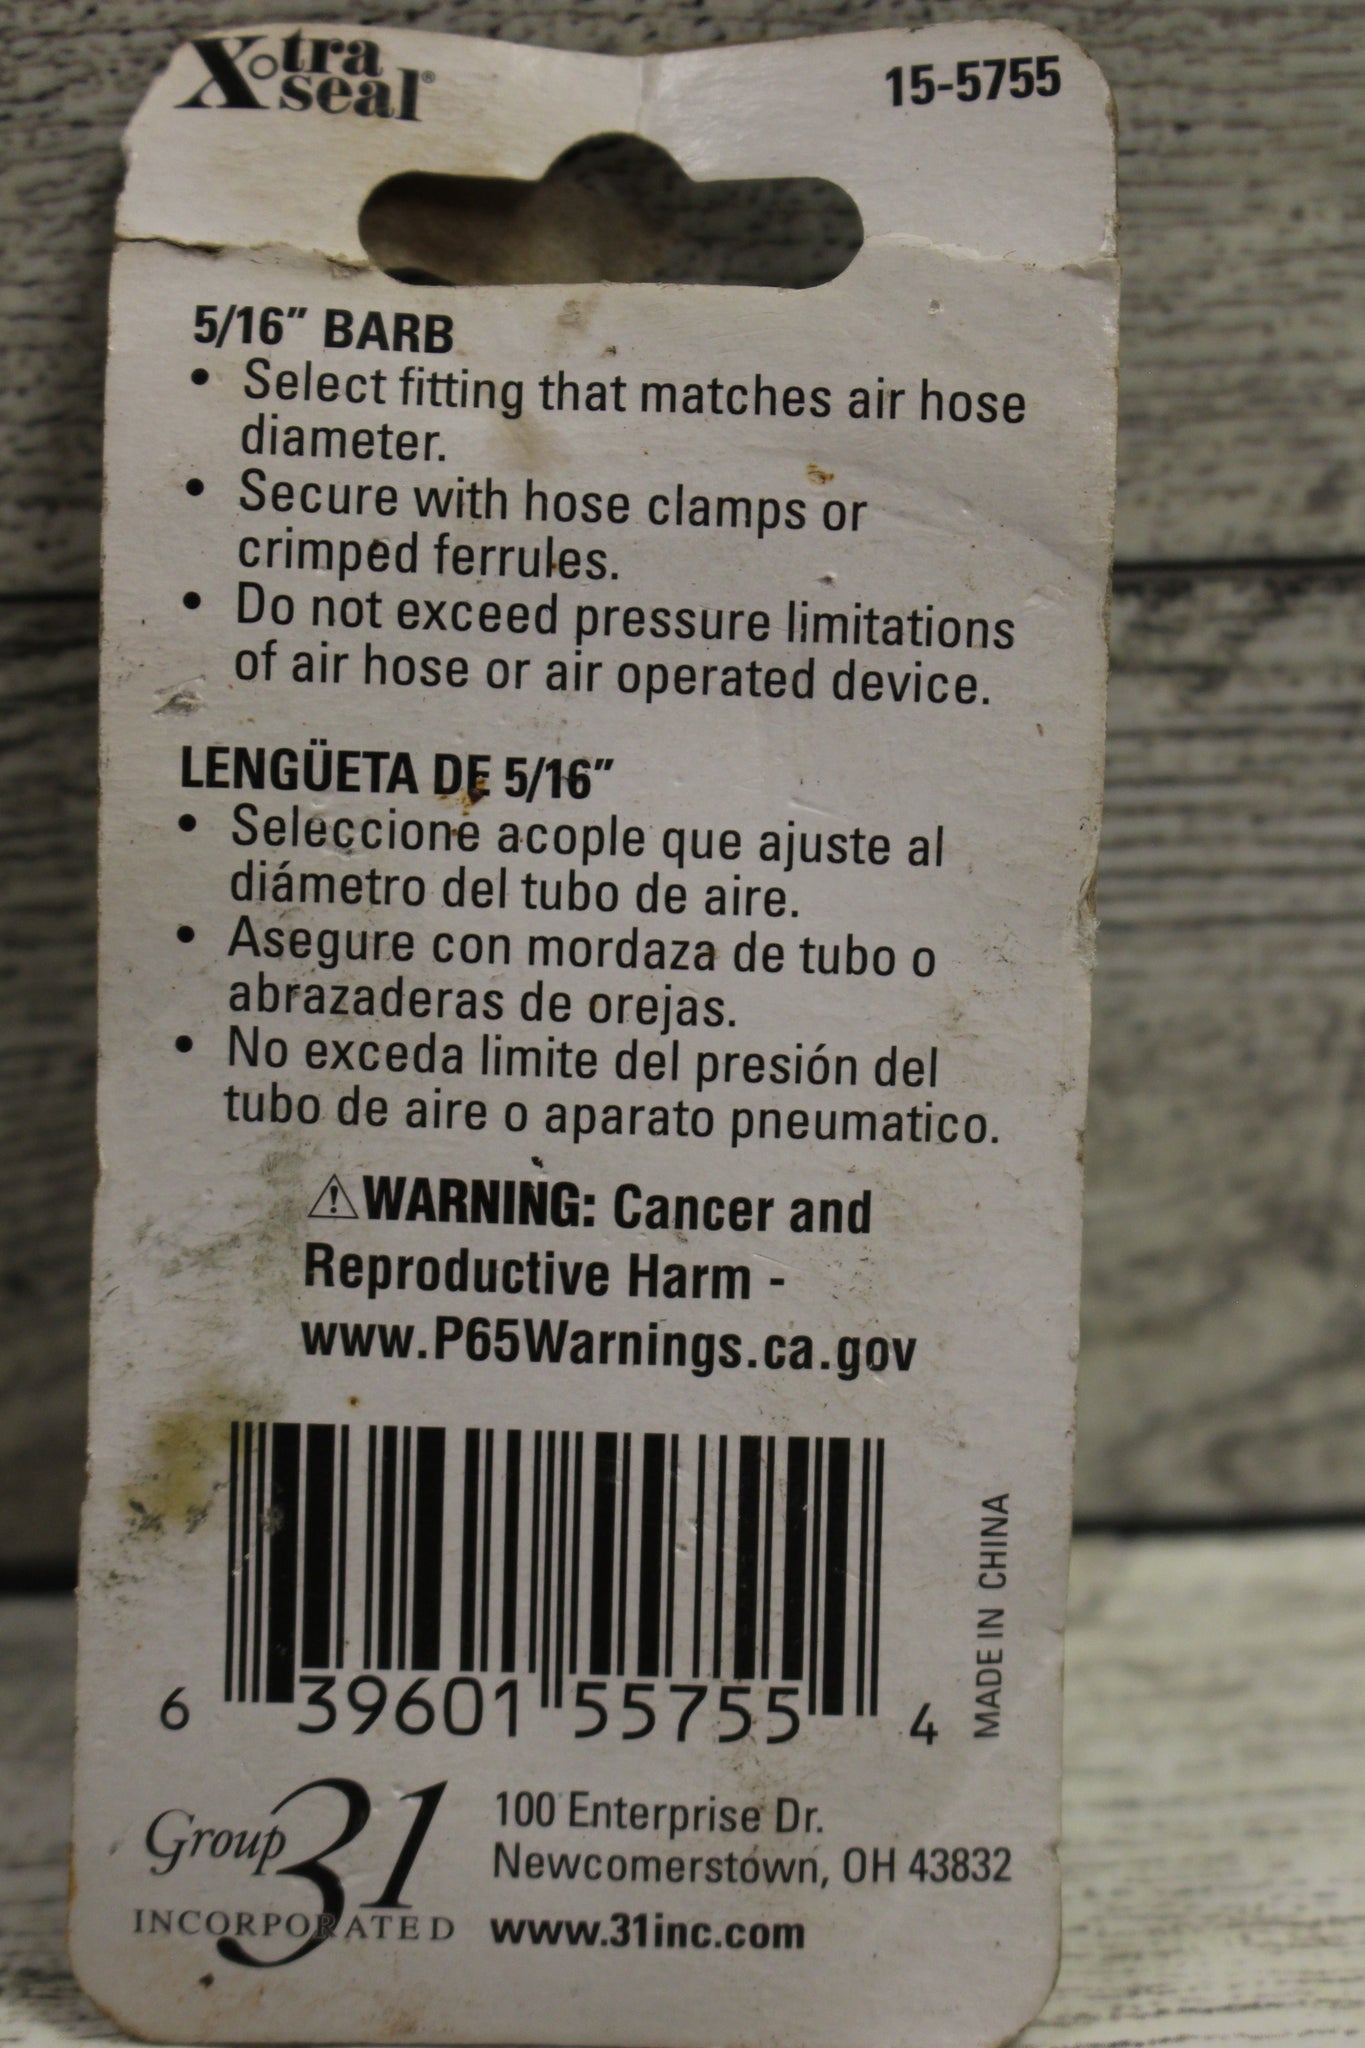 Xtra seal®
15-5755
5/16" BARB
• Select fitting that matches air hose
diameter.
• Secure with hose clamps or
crimped ferrules.
• Do not exceed pressure limitations
of air hose or air operated device.
LENGÜETA DE 5/16"
• Seleccione acople que ajuste al
diámetro del tubo de aire.
• Asegure con mordaza de tubo o
abrazaderas de orejas.
• No exceda limite del presión del
tubo de aire o aparato pneumatico.
⚠WARNING: Cancer and
Reproductive Harm -
www.P65Warnings.ca.gov
6 39601 55755 4
MADE IN CHINA
Group 31
INCORPORATED
100 Enterprise Dr.
Newcomerstown, OH 43832
www.31inc.com